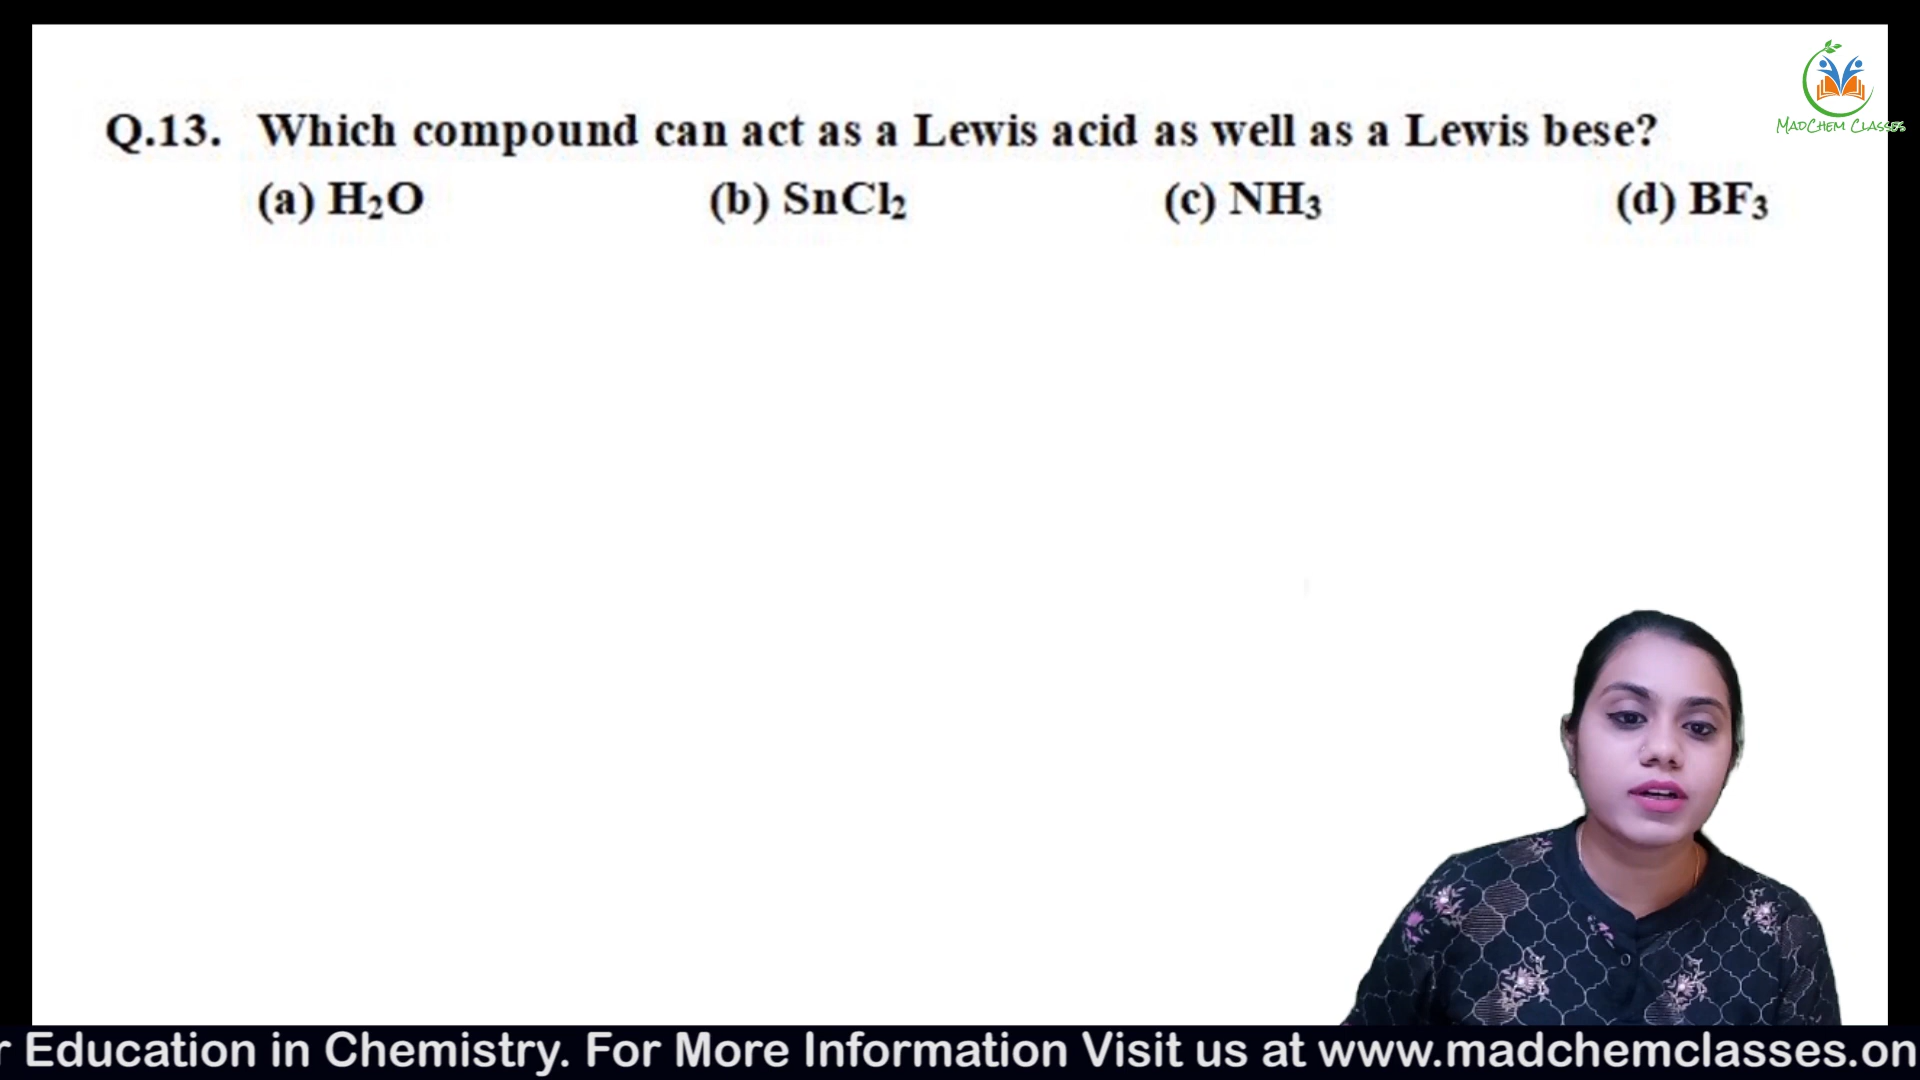 MADCHEM CLASSES
Q.13. Which compound can act as a Lewis acid as well as a Lewis bese?
(a) H₂O (b) SnCl₂ (c) NH₃ (d) BF₃
r Education in Chemistry. For More Information Visit us at www.madchemclasses.on